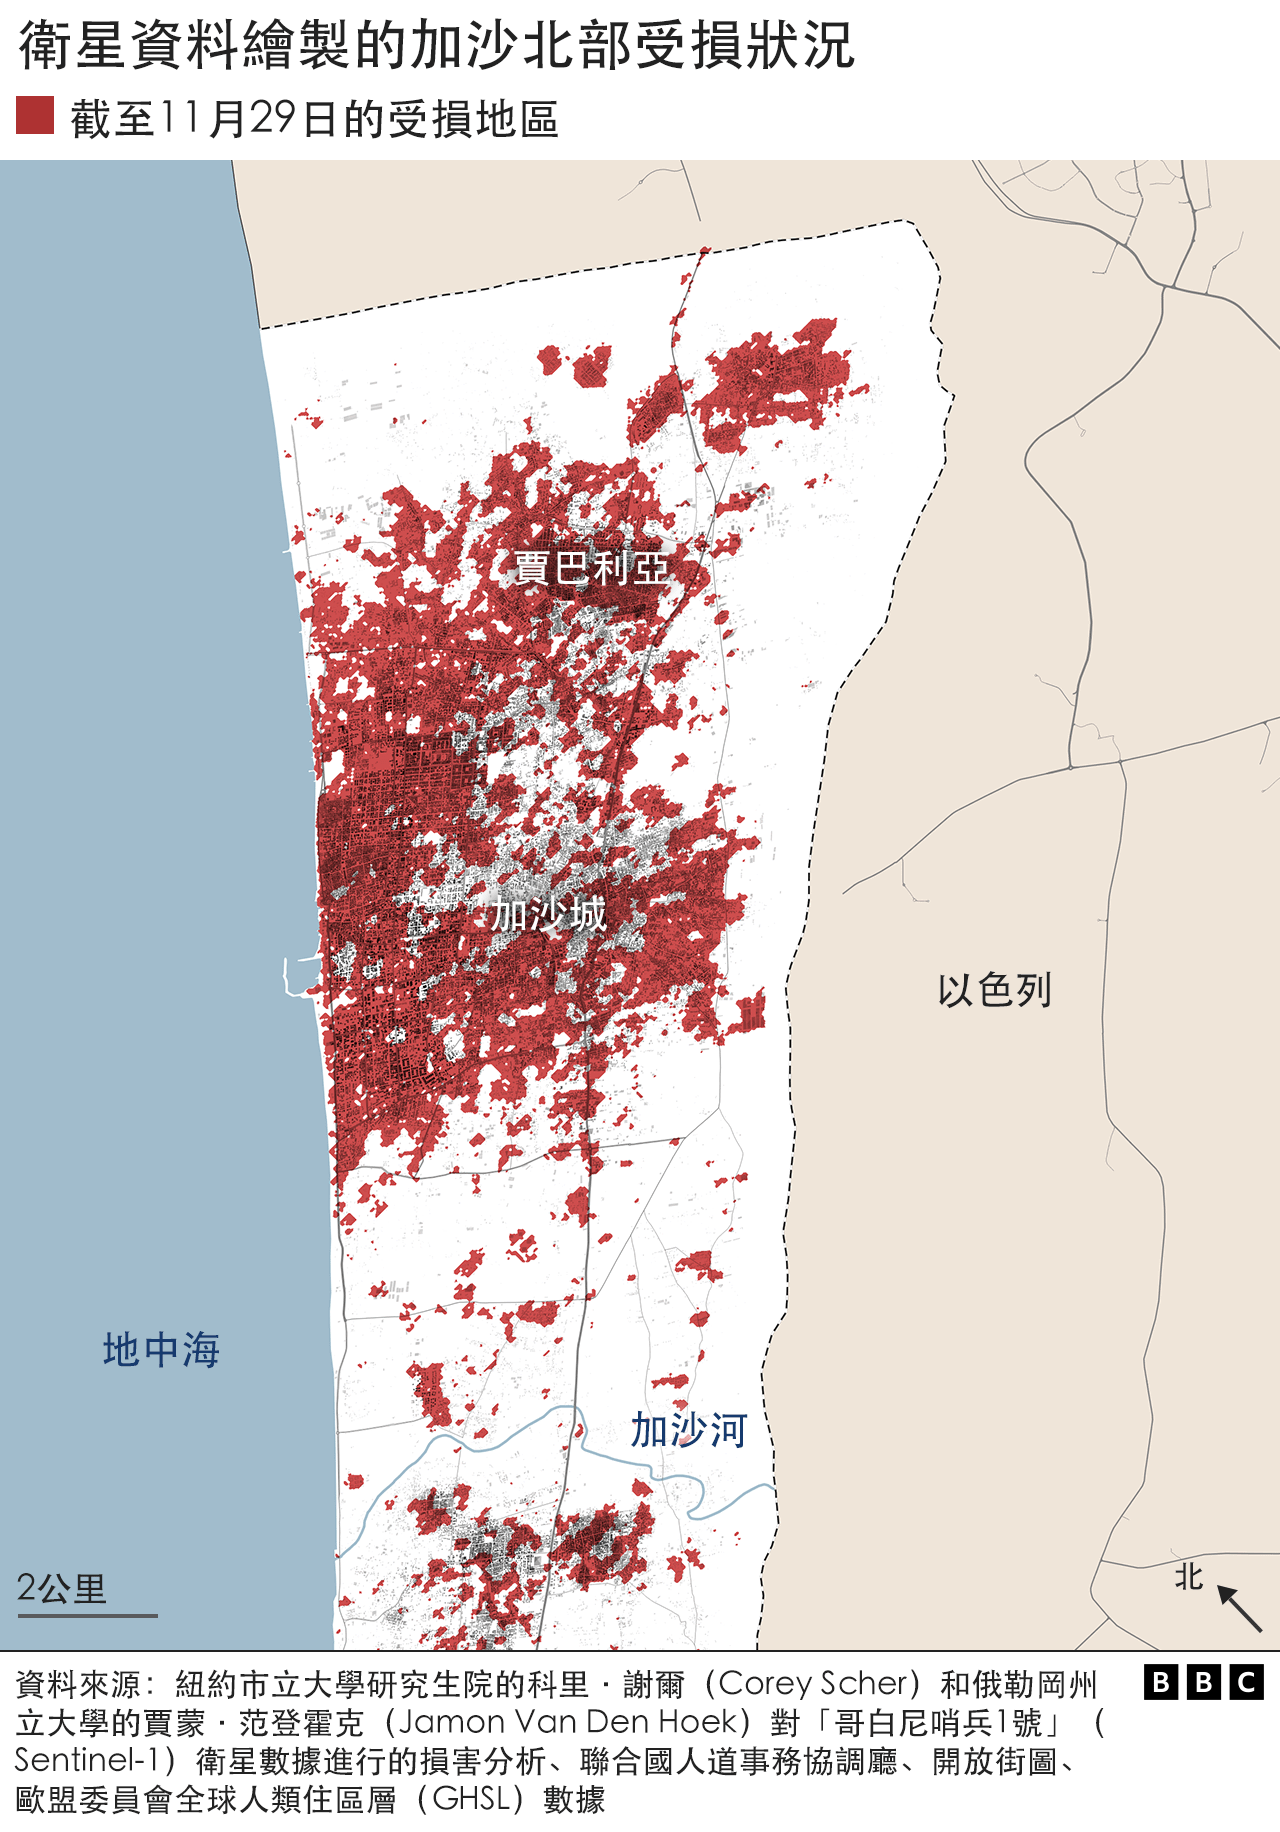 衛星資料繪製的加沙北部受損狀況
截至11月29日的受損地區
賈巴利亞
加沙城
以色列
地中海
加沙河
2公里
北
資料來源：紐約市立大學研究生院的科里·謝爾（Corey Scher）和俄勒岡州
立大學的賈蒙·范登霍克（Jamon Van Den Hoek）對「哥白尼哨兵1號」（
Sentinel-1）衛星數據進行的損害分析、聯合國人道事務協調廳、開放街圖、
歐盟委員會全球人類住區層（GHSL）數據
BBC